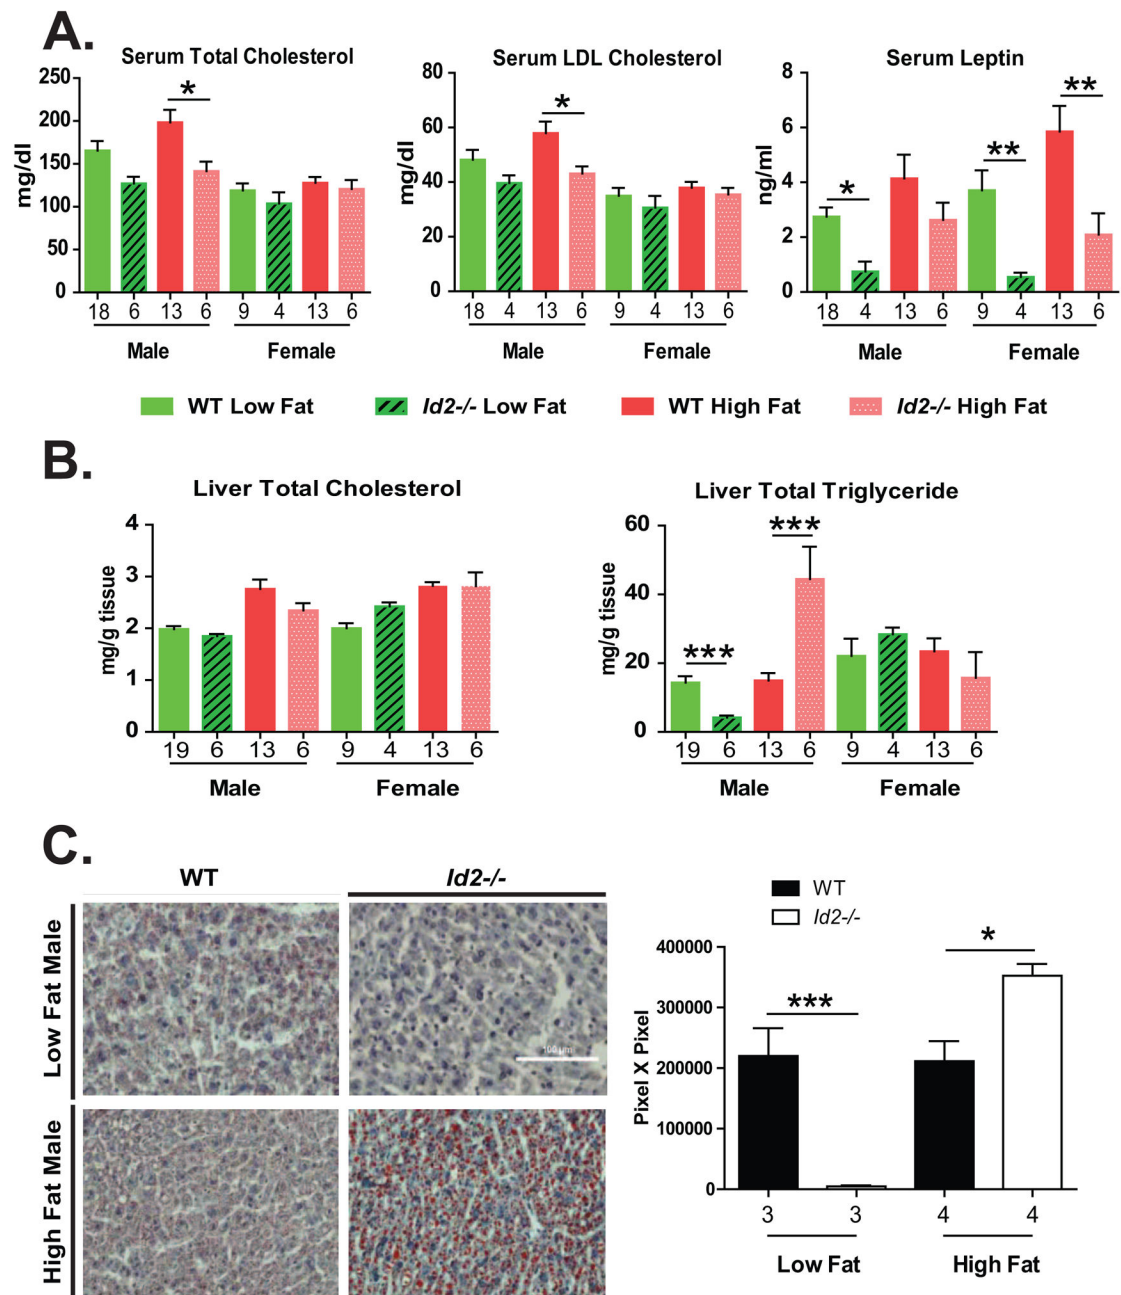 A.
Serum Total Cholesterol
mg/dl
250
200
150
100
50
0
*
18 6 13 6 9 4 13 6
Male Female
Serum LDL Cholesterol
mg/dl
80
60
40
20
0
*
18 4 13 6 9 4 13 6
Male Female
Serum Leptin
ng/ml
8
6
4
2
0
* ** **
18 4 13 6 9 4 13 6
Male Female
WT Low Fat Id2-/- Low Fat WT High Fat Id2-/- High Fat
B.
Liver Total Cholesterol
mg/g tissue
4
3
2
1
0
19 6 13 6 9 4 13 6
Male Female
Liver Total Triglyceride
mg/g tissue
60
40
20
0
*** ***
19 6 13 6 9 4 13 6
Male Female
C.
WT Id2-/-
Low Fat Male
High Fat Male
100 µm
WT
Id2-/-
Pixel X Pixel
400000
300000
200000
100000
0
*** *
3 3 4 4
Low Fat High Fat